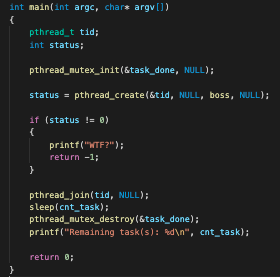 int main(int argc, char* argv[])
{
    pthread_t tid;
    int status;

    pthread_mutex_init(&task_done, NULL);

    status = pthread_create(&tid, NULL, boss, NULL);

    if (status != 0)
    {
        printf("WTF?");
        return -1;
    }

    pthread_join(tid, NULL);
    sleep(cnt_task);
    pthread_mutex_destroy(&task_done);
    printf("Remaining task(s): %d\n", cnt_task);

    return 0;
}